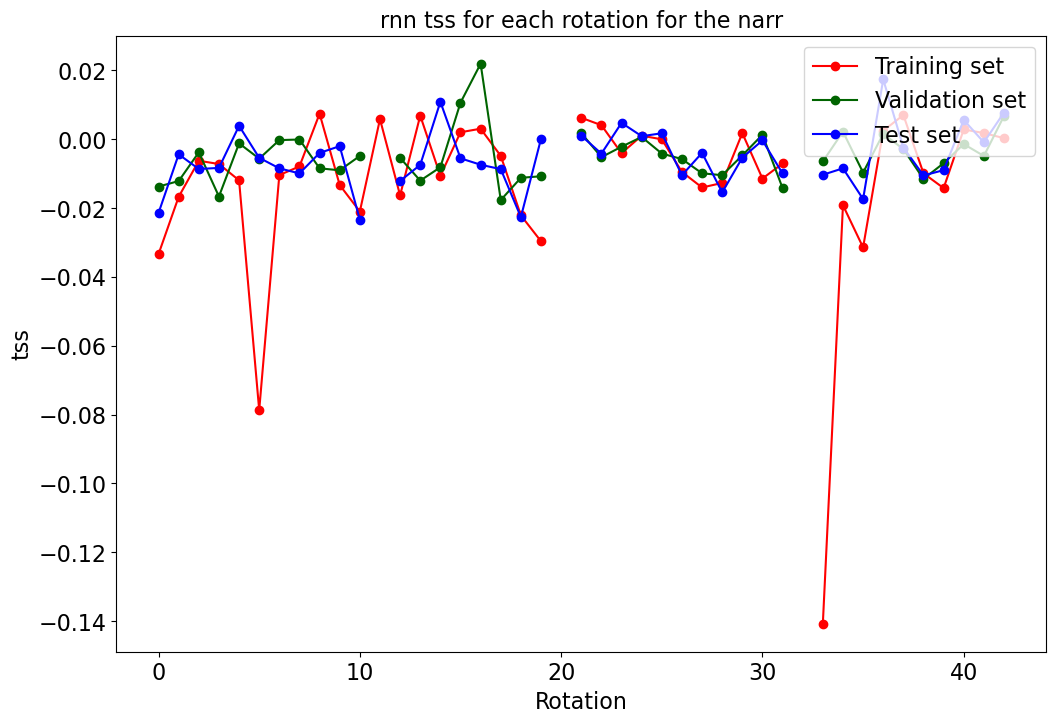 rnn tss for each rotation for the narr
Training set
Validation set
Test set
0.02
0.00
−0.02
−0.04
−0.06
−0.08
−0.10
−0.12
−0.14
tss
0 10 20 30 40
Rotation